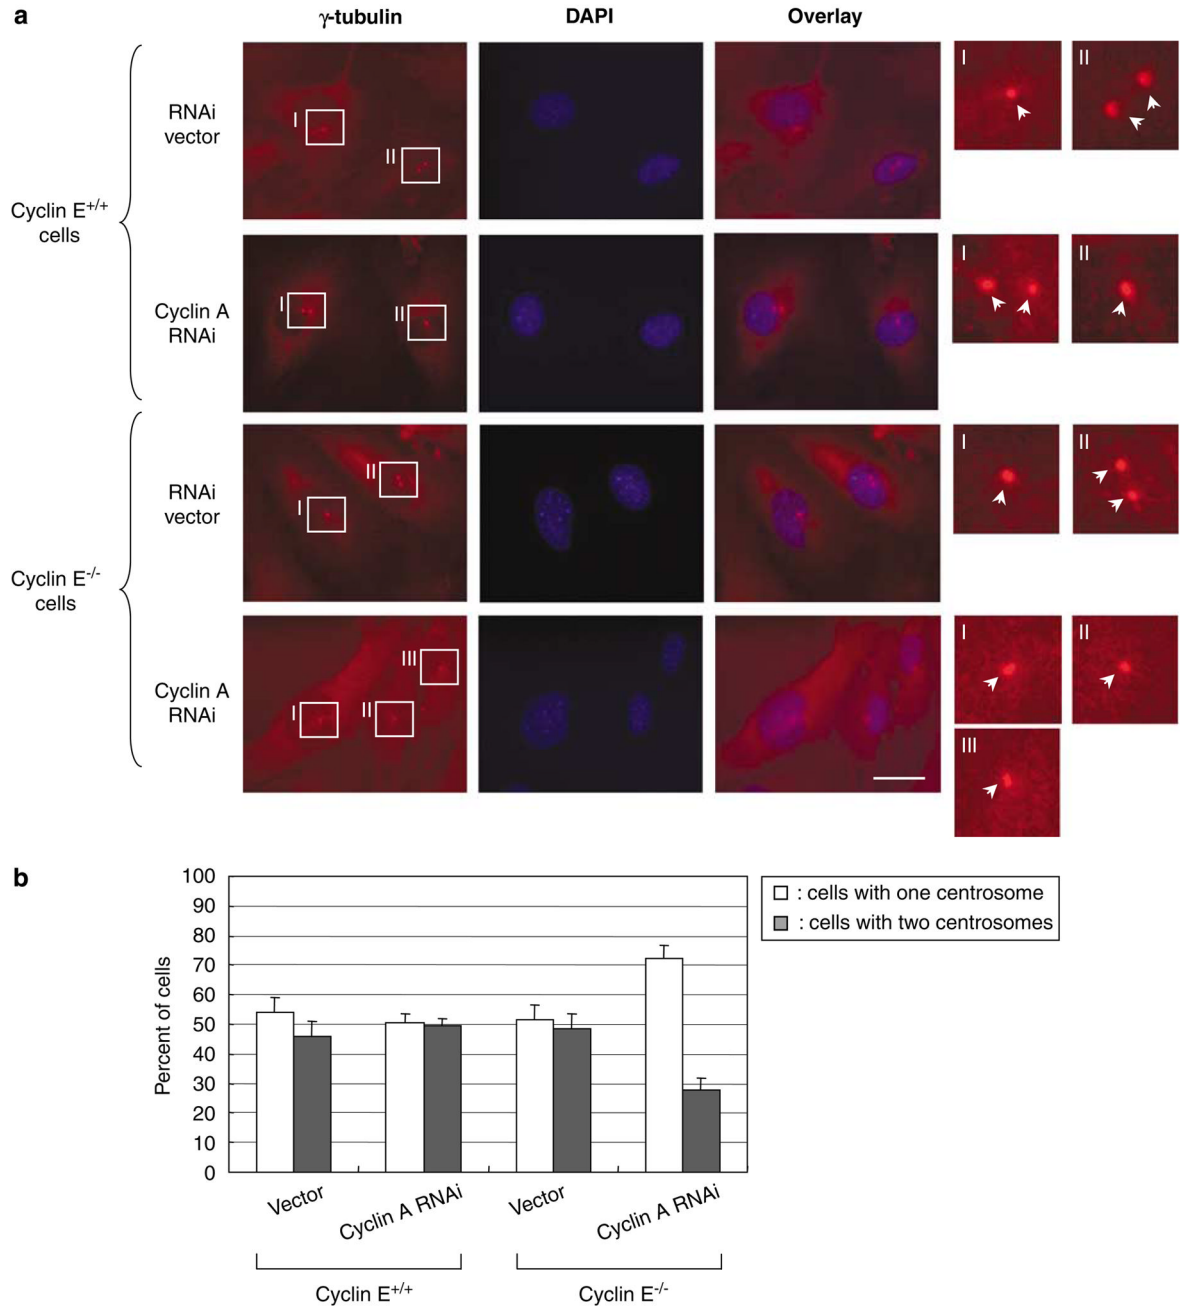 a
γ-tubulin DAPI Overlay
RNAi
vector
I
II
I
II
Cyclin E+/+
cells
Cyclin A
RNAi
I
II
I
II
RNAi
vector
I
II
I
II
Cyclin E-/-
cells
Cyclin A
RNAi
I
II
III
I
II
III
b
Percent of cells
100
90
80
70
60
50
40
30
20
10
0
: cells with one centrosome
: cells with two centrosomes
Vector
Cyclin A RNAi
Vector
Cyclin A RNAi
Cyclin E+/+
Cyclin E-/-